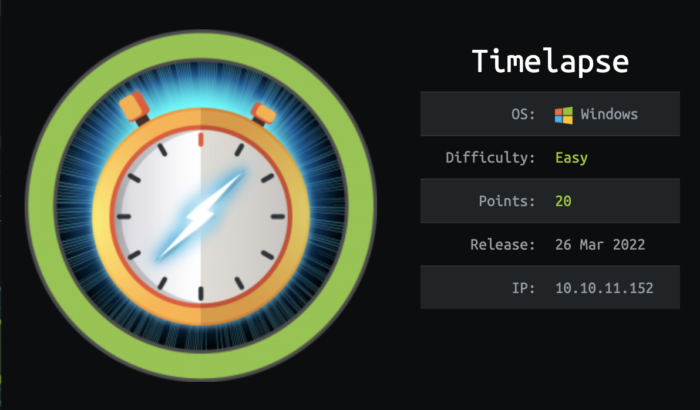 Timelapse
OS: Windows
Difficulty: Easy
Points: 20
Release: 26 Mar 2022
IP: 10.10.11.152